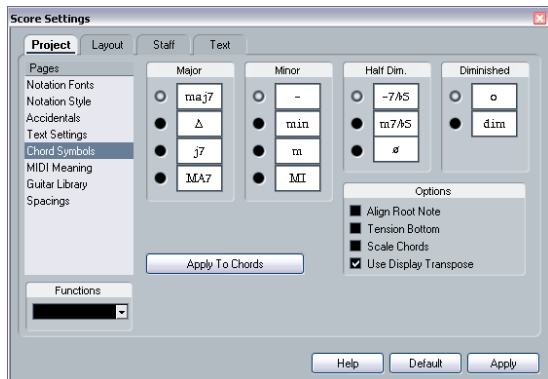 Score Settings
Project Layout Staff Text
Pages
Notation Fonts
Notation Style
Accidentals
Text Settings
Chord Symbols
MIDI Meaning
Guitar Library
Spacings
Functions
Major
maj7
Δ
j7
MA7
Minor
-
min
m
MI
Half Dim.
-7/♭5
m7/♭5
ø
Diminished
o
dim
Options
Align Root Note
Tension Bottom
Scale Chords
Use Display Transpose
Apply To Chords
Help Default Apply